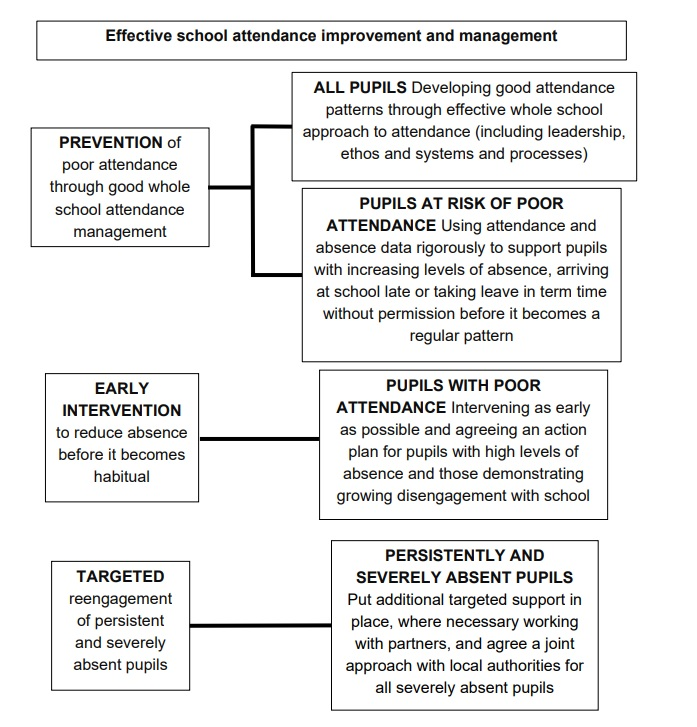 Effective school attendance improvement and management
PREVENTION of
poor attendance
through good whole
school attendance
management
ALL PUPILS Developing good attendance
patterns through effective whole school
approach to attendance (including leadership,
ethos and systems and processes)
PUPILS AT RISK OF POOR
ATTENDANCE Using attendance and
absence data rigorously to support pupils
with increasing levels of absence, arriving
at school late or taking leave in term time
without permission before it becomes a
regular pattern
EARLY
INTERVENTION
to reduce absence
before it becomes
habitual
PUPILS WITH POOR
ATTENDANCE Intervening as early
as possible and agreeing an action
plan for pupils with high levels of
absence and those demonstrating
growing disengagement with school
TARGETED
reengagement
of persistent
and severely
absent pupils
PERSISTENTLY AND
SEVERELY ABSENT PUPILS
Put additional targeted support in
place, where necessary working
with partners, and agree a joint
approach with local authorities for
all severely absent pupils